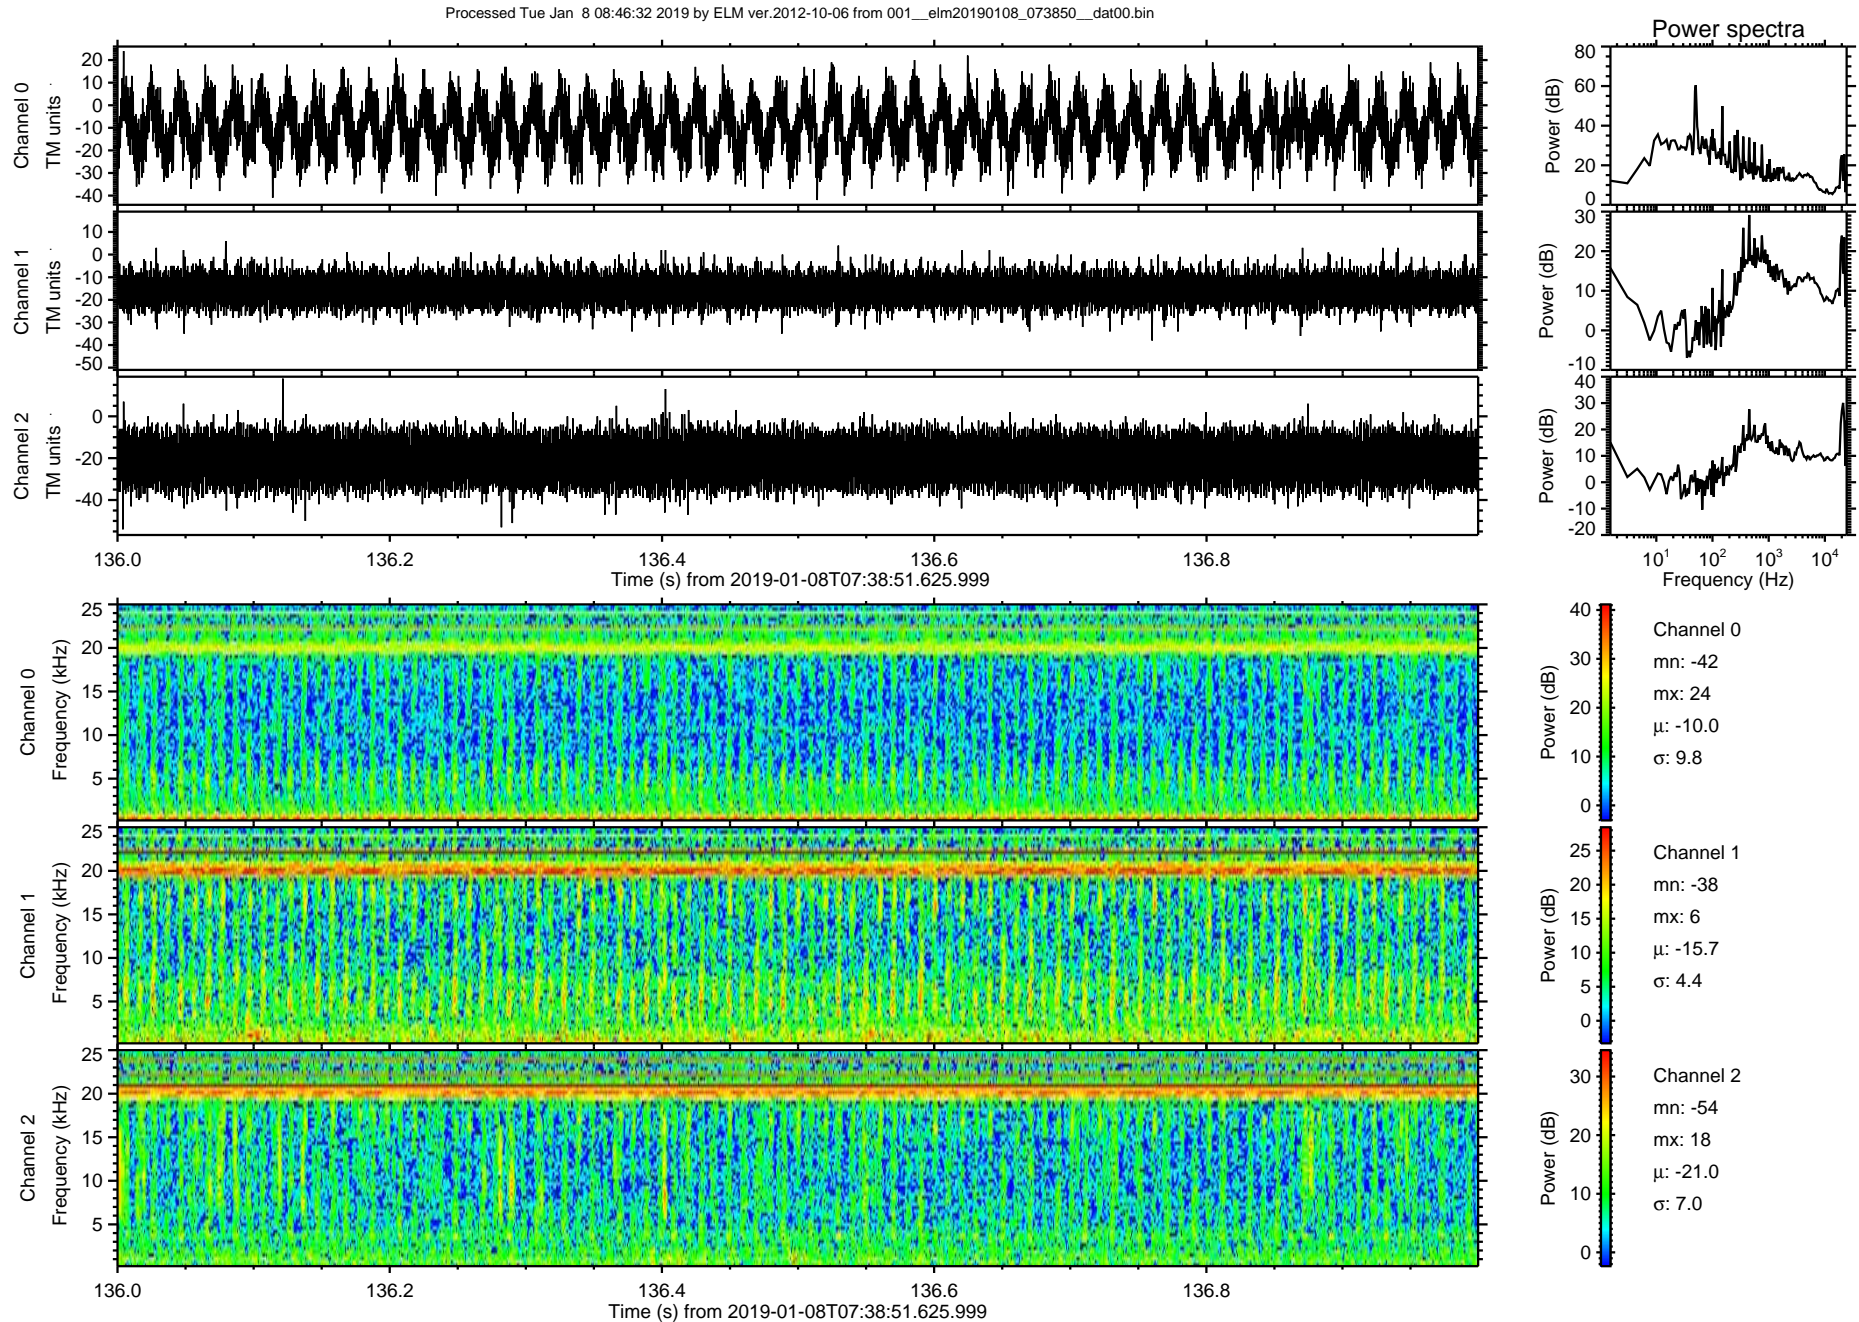 Processed Tue Jan  8 08:46:32 2019 by ELM ver.2012-10-06 from 001__elm20190108_073850__dat00.bin
Power spectra
Channel 0
TM units
20
10
0
-10
-20
-30
-40
Power (dB)
80
60
40
20
0
Channel 1
TM units
10
0
-10
-20
-30
-40
-50
Power (dB)
30
20
10
0
-10
Channel 2
TM units
0
-20
-40
Power (dB)
40
30
20
10
0
-10
-20
136.0 136.2 136.4 136.6 136.8
Time (s) from 2019-01-08T07:38:51.625.999
10^1 10^2 10^3 10^4
Frequency (Hz)
Channel 0
Frequency (kHz)
25
20
15
10
5
Power (dB)
40
30
20
10
0
Channel 0
mn: -42
mx: 24
µ: -10.0
σ: 9.8
Channel 1
Frequency (kHz)
25
20
15
10
5
Power (dB)
25
20
15
10
5
0
Channel 1
mn: -38
mx: 6
µ: -15.7
σ: 4.4
Channel 2
Frequency (kHz)
25
20
15
10
5
Power (dB)
30
20
10
0
Channel 2
mn: -54
mx: 18
µ: -21.0
σ: 7.0
136.0 136.2 136.4 136.6 136.8
Time (s) from 2019-01-08T07:38:51.625.999